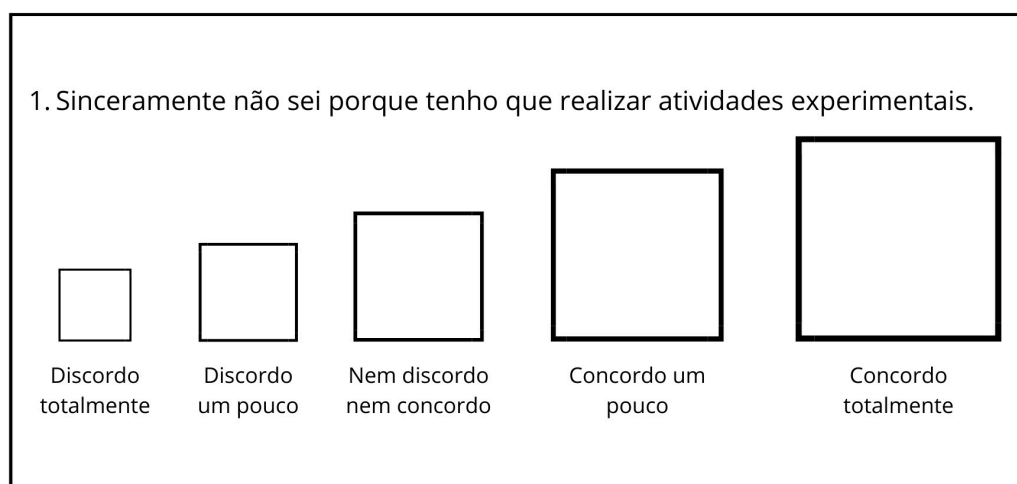 1. Sinceramente não sei porque tenho que realizar atividades experimentais.
Discordo totalmente
Discordo um pouco
Nem discordo nem concordo
Concordo um pouco
Concordo totalmente